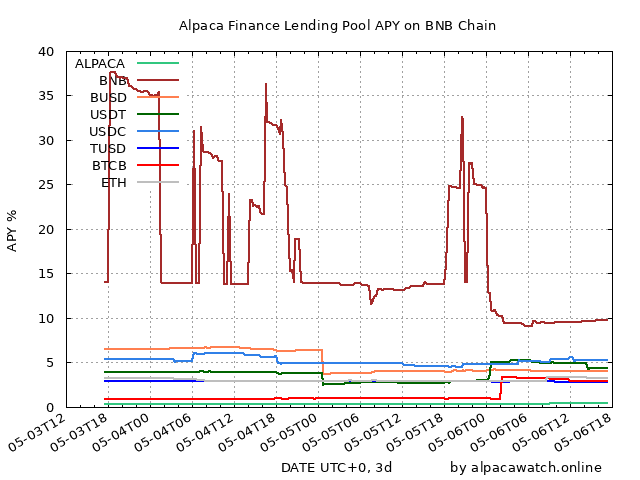 Alpaca Finance Lending Pool APY on BNB Chain
APY %
40
35
30
25
20
15
10
5
0
ALPACA
BNB
BUSD
USDT
USDC
TUSD
BTCB
ETH
05-03T12
05-03T18
05-04T00
05-04T06
05-04T12
05-04T18
05-05T00
05-05T06
05-05T12
05-05T18
05-06T00
05-06T06
05-06T12
05-06T18
DATE UTC+0, 3d
by alpacawatch.online